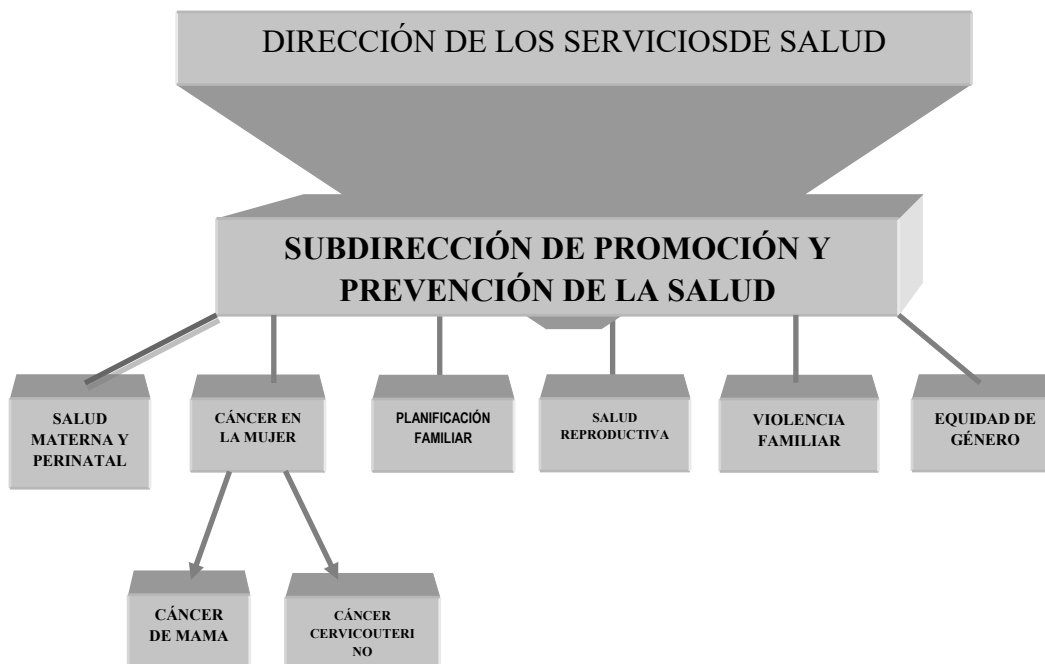 DIRECCIÓN DE LOS SERVICIOSDE SALUD
SUBDIRECCIÓN DE PROMOCIÓN Y
PREVENCIÓN DE LA SALUD
SALUD
MATERNA Y
PERINATAL
CÁNCER EN
LA MUJER
PLANIFICACIÓN
FAMILIAR
SALUD
REPRODUCTIVA
VIOLENCIA
FAMILIAR
EQUIDAD DE
GÉNERO
CÁNCER
DE MAMA
CÁNCER
CERVICOUTERI
NO